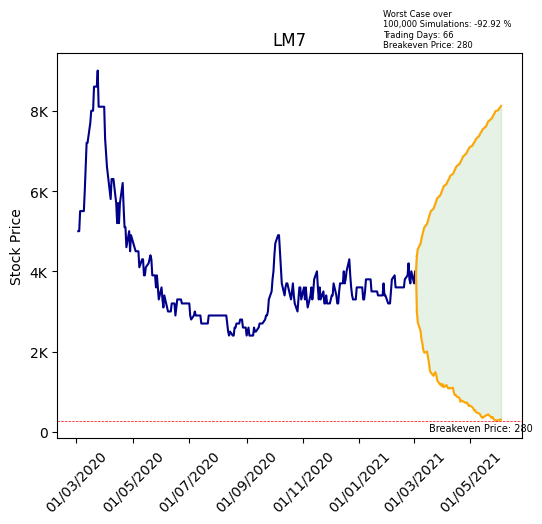 Worst Case over
100,000 Simulations: -92.92 %
Trading Days: 66
Breakeven Price: 280
LM7
Stock Price
8K
6K
4K
2K
0
Breakeven Price: 280
01/03/2020
01/05/2020
01/07/2020
01/09/2020
01/11/2020
01/01/2021
01/03/2021
01/05/2021